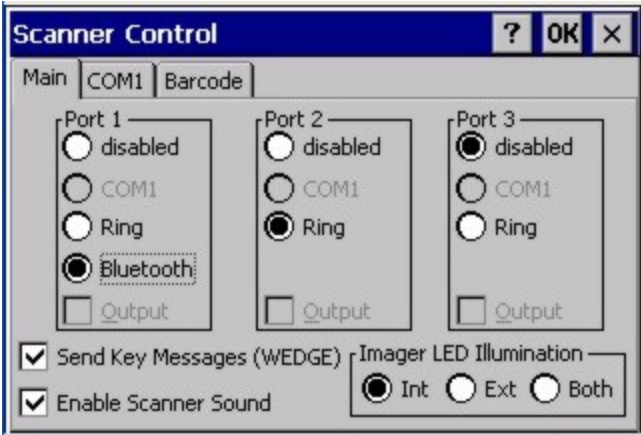 Scanner Control ? OK ×
Main COM1 Barcode
Port 1 Port 2 Port 3
disabled disabled disabled
COM1 COM1 COM1
Ring Ring Ring
Bluetooth
Output Output Output
Send Key Messages (WEDGE) Imager LED Illumination
Int Ext Both
Enable Scanner Sound